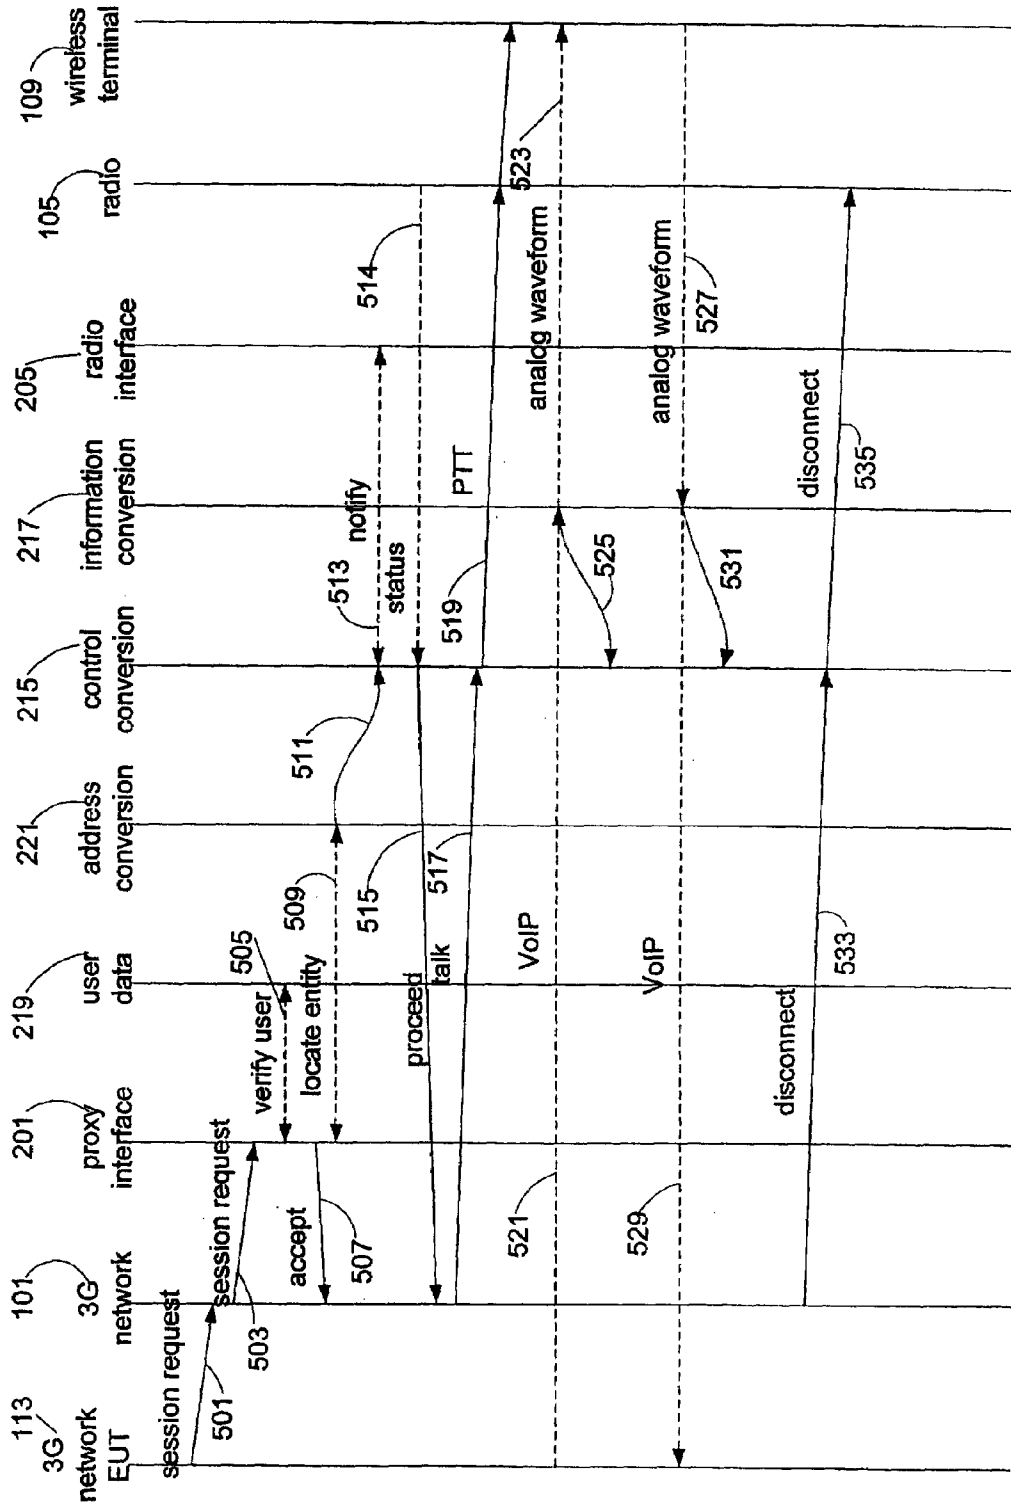 113
3G
network
EUT
101
3G
network
201
proxy
interface
219
user
data
221
address
conversion
215
control
conversion
217
information
conversion
205
radio
interface
105
radio
109
wireless
terminal
session request
501
session request
503
verify user
505
accept
507
locate entity
509
511
513
notify
status
514
proceed
515
talk
517
519
PTT
VoIP
521
analog waveform
523
525
VoIP
529
analog waveform
527
531
disconnect
533
disconnect
535